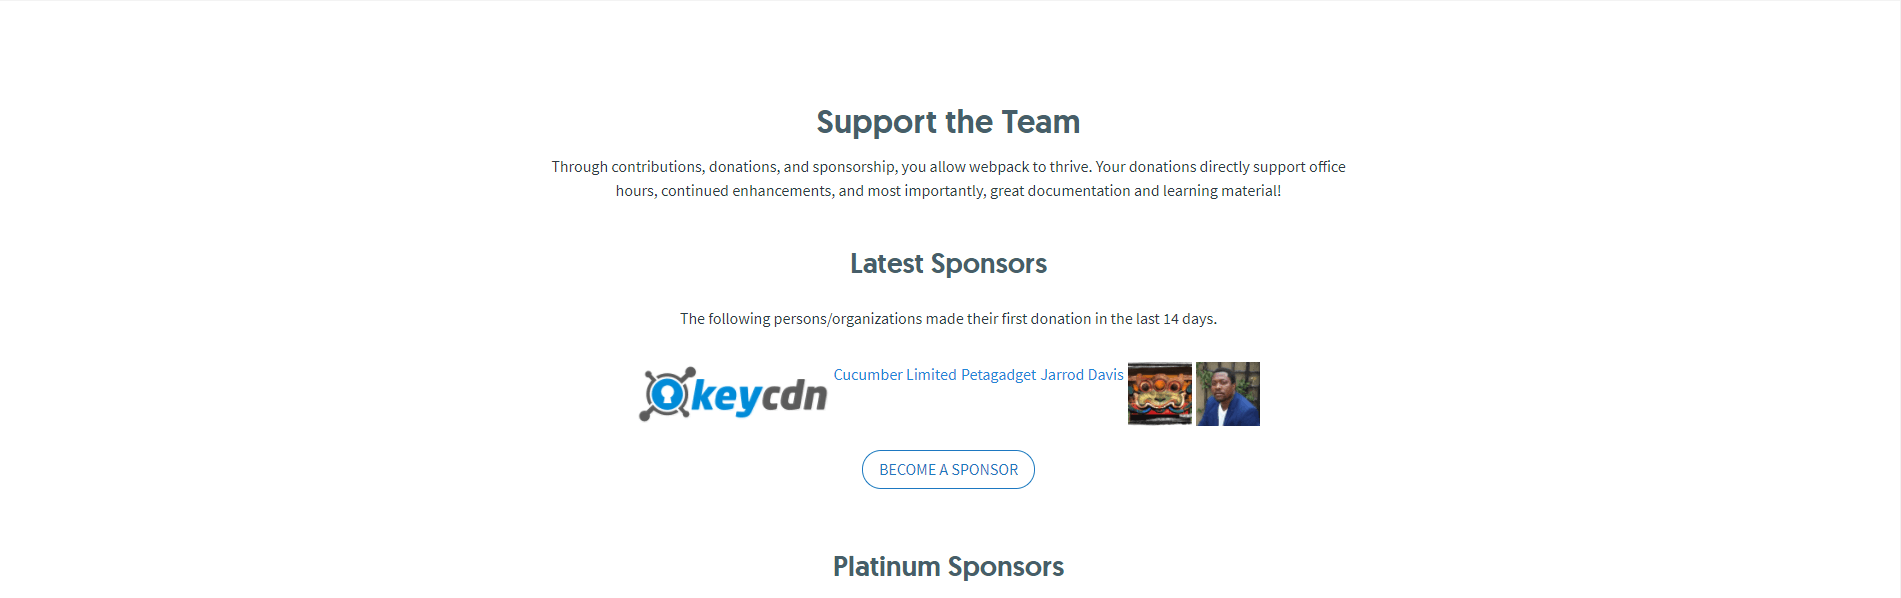 Support the Team
Through contributions, donations, and sponsorship, you allow webpack to thrive. Your donations directly support office
hours, continued enhancements, and most importantly, great documentation and learning material!
Latest Sponsors
The following persons/organizations made their first donation in the last 14 days.
keycdn Cucumber Limited Petagadget Jarrod Davis
BECOME A SPONSOR
Platinum Sponsors